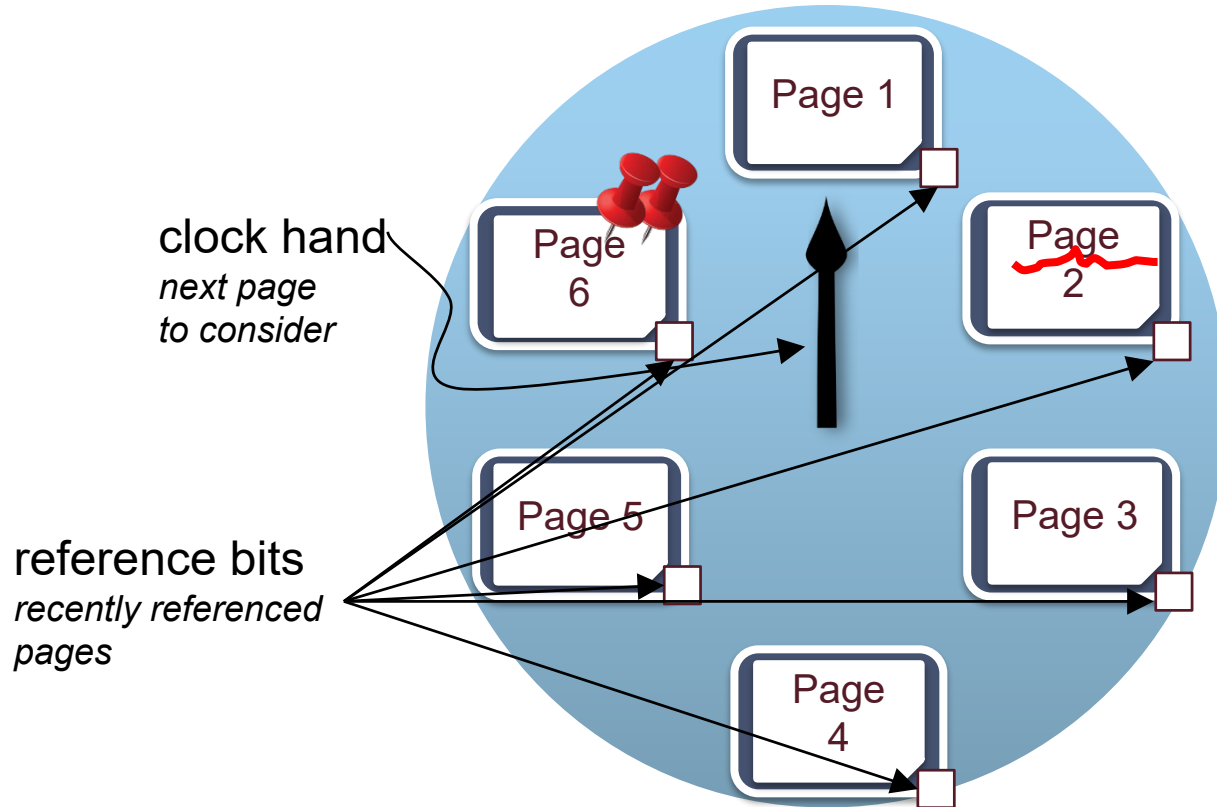 Page 1
clock hand
next page
to consider
Page
6
Page
2
Page 5
Page 3
reference bits
recently referenced
pages
Page
4